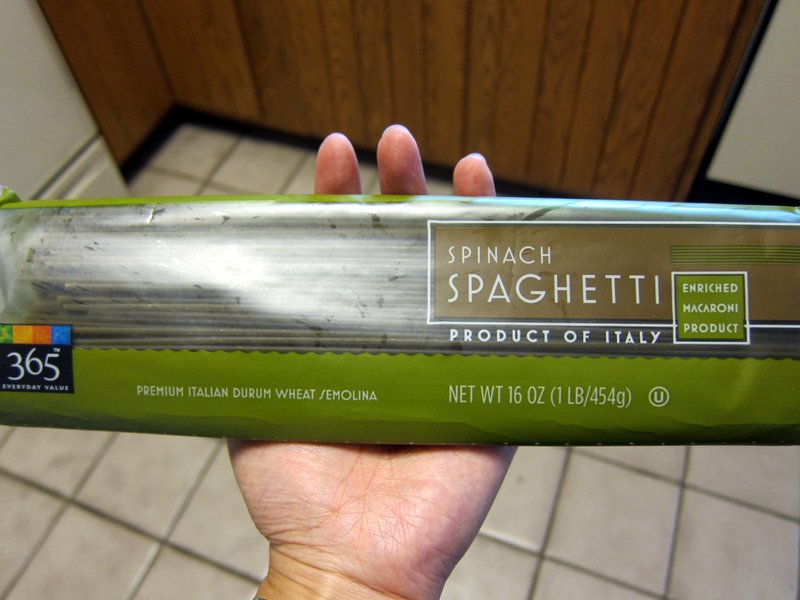 SPINACH
SPAGHETTI
ENRICHED
MACARONI
PRODUCT
PRODUCT OF ITALY
365™
EVERYDAY VALUE
PREMIUM ITALIAN DURUM WHEAT SEMOLINA
NET WT 16 OZ (1 LB/454g) U